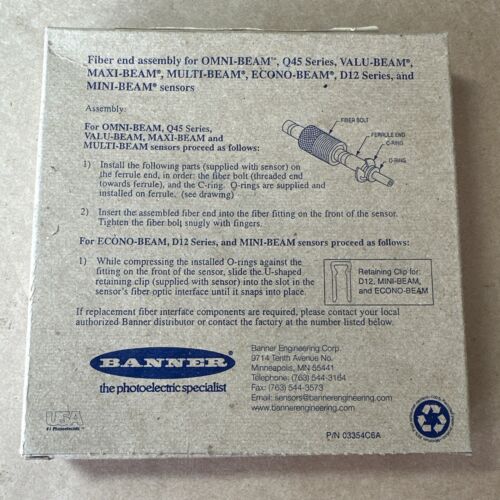 Fiber end assembly for OMNI-BEAM™, Q45 Series, VALU-BEAM®,
MAXI-BEAM®, MULTI-BEAM®, ECONO-BEAM®, D12 Series, and
MINI-BEAM® sensors
Assembly:
For OMNI-BEAM, Q45 Series,
VALU-BEAM, MAXI-BEAM and
MULTI-BEAM sensors proceed as follows:
FIBER BOLT
FERRULE END
C-RING
O-RING
1) Install the following parts (supplied with sensor) on
the ferrule end, in order: the fiber bolt (threaded end
towards ferrule), and the C-ring. O-rings are supplied and
installed on ferrule. (see drawing)
2) Insert the assembled fiber end into the fiber fitting on the front of the sensor.
Tighten the fiber bolt snugly with fingers.
For ECONO-BEAM, D12 Series, and MINI-BEAM sensors proceed as follows:
1) While compressing the installed O-rings against the
fitting on the front of the sensor, slide the U-shaped
retaining clip (supplied with sensor) into the slot in the
sensor's fiber optic interface until it snaps into place.
Retaining Clip for:
D12, MINI-BEAM,
and ECONO-BEAM
If replacement fiber interface components are required, please contact your local
authorized Banner distributor or contact the factory at the number listed below.
BANNER
the photoelectric specialist
Banner Engineering Corp.
9714 Tenth Avenue No.
Minneapolis, MN 55441
Telephone: (763) 544-3164
Fax: (763) 544-3573
Email: sensors@bannerengineering.com
www.bannerengineering.com
USA
#1 Photoelectric
P/N 03354C6A